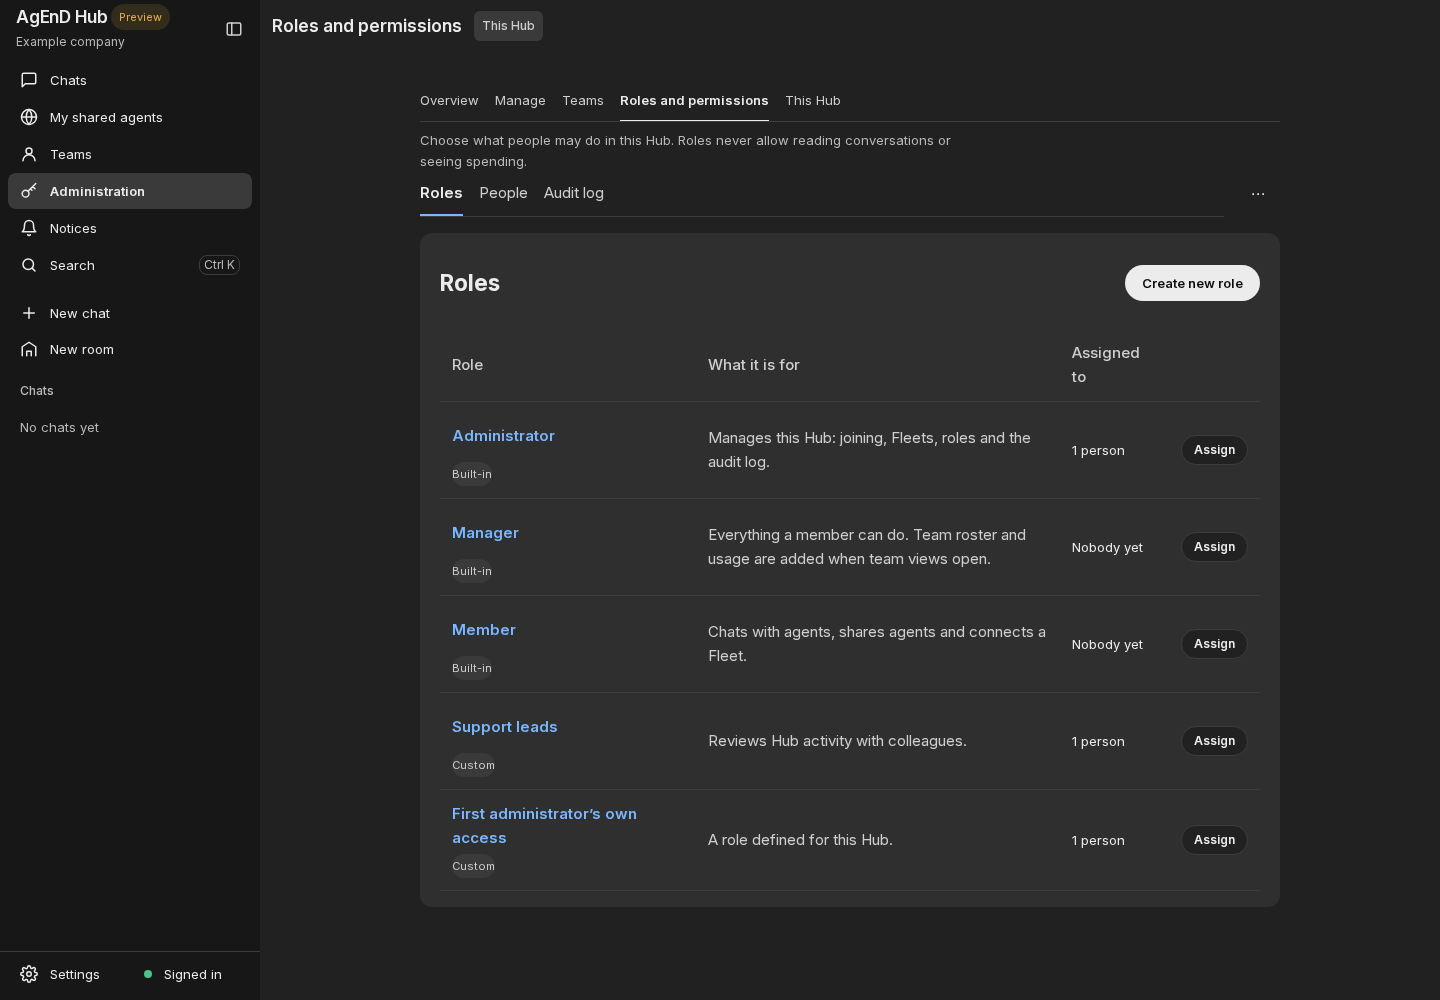 AgEnD Hub Preview
Example company
Chats
My shared agents
Teams
Administration
Notices
Search Ctrl K
New chat
New room
Chats
No chats yet
Settings Signed in
Roles and permissions This Hub
Overview Manage Teams Roles and permissions This Hub
Choose what people may do in this Hub. Roles never allow reading conversations or
seeing spending.
Roles People Audit log ···
Roles Create new role
Role What it is for Assigned
to
Administrator
Built-in
Manages this Hub: joining, Fleets, roles and the
audit log.
1 person Assign
Manager
Built-in
Everything a member can do. Team roster and
usage are added when team views open.
Nobody yet Assign
Member
Built-in
Chats with agents, shares agents and connects a
Fleet.
Nobody yet Assign
Support leads
Custom
Reviews Hub activity with colleagues.
1 person Assign
First administrator’s own
access
Custom
A role defined for this Hub.
1 person Assign